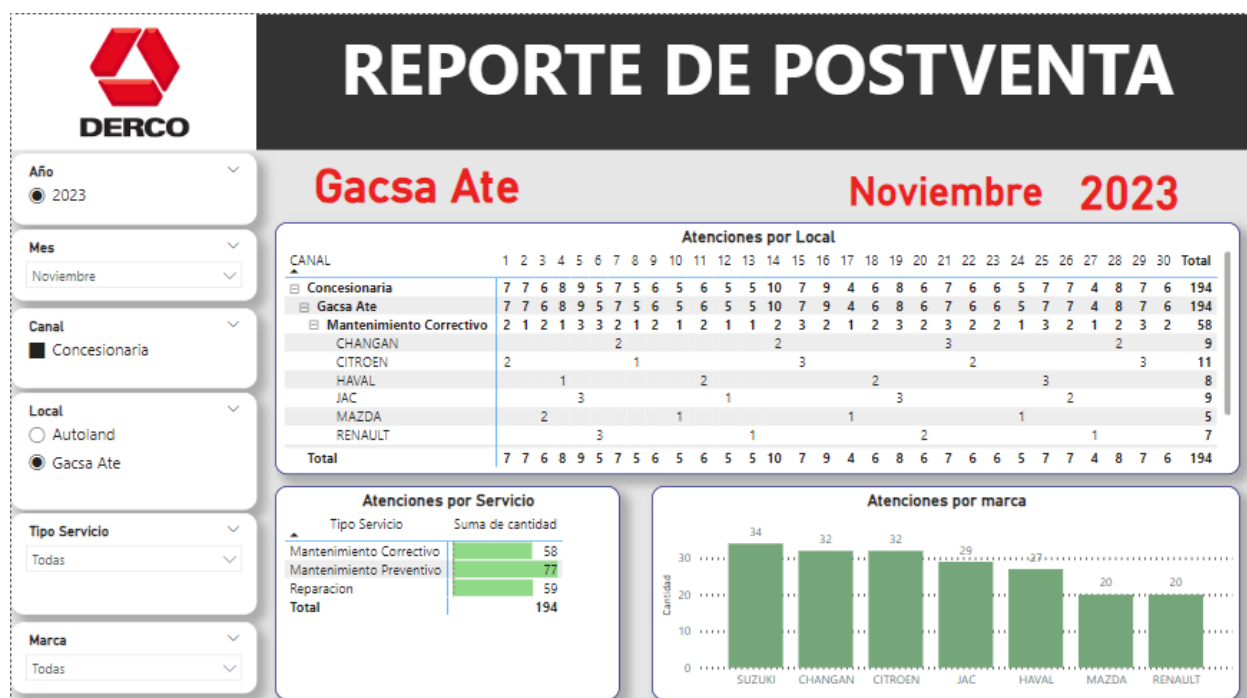 DERCO
REPORTE DE POSTVENTA
Año
2023
Mes
Noviembre
Canal
Concesionaria
Local
Autoland
Gacsa Ate
Tipo Servicio
Todas
Marca
Todas
Gacsa Ate Noviembre 2023
Atenciones por Local
CANAL 1 2 3 4 5 6 7 8 9 10 11 12 13 14 15 16 17 18 19 20 21 22 23 24 25 26 27 28 29 30 Total
Concesionaria 7 7 6 8 9 5 7 5 6 5 6 5 5 10 7 9 4 6 8 6 7 6 6 5 7 7 4 8 7 6 194
Gacsa Ate 7 7 6 8 9 5 7 5 6 5 6 5 5 10 7 9 4 6 8 6 7 6 6 5 7 7 4 8 7 6 194
Mantenimiento Correctivo 2 1 2 1 3 3 2 1 2 1 2 1 1 2 3 2 1 2 3 2 3 2 2 1 3 2 1 2 3 2 58
CHANGAN 2 2 3 2 9
CITROEN 2 1 3 2 3 11
HAVAL 1 2 2 3 8
JAC 3 1 3 2 9
MAZDA 2 1 1 1 5
RENAULT 3 1 2 1 7
Total 7 7 6 8 9 5 7 5 6 5 6 5 5 10 7 9 4 6 8 6 7 6 6 5 7 7 4 8 7 6 194
Atenciones por Servicio
Tipo Servicio Suma de cantidad
Mantenimiento Correctivo 58
Mantenimiento Preventivo 77
Reparacion 59
Total 194
Atenciones por marca
Cantidad
30
20
10
0
34 32 32 29 27 20 20
SUZUKI CHANGAN CITROEN JAC HAVAL MAZDA RENAULT